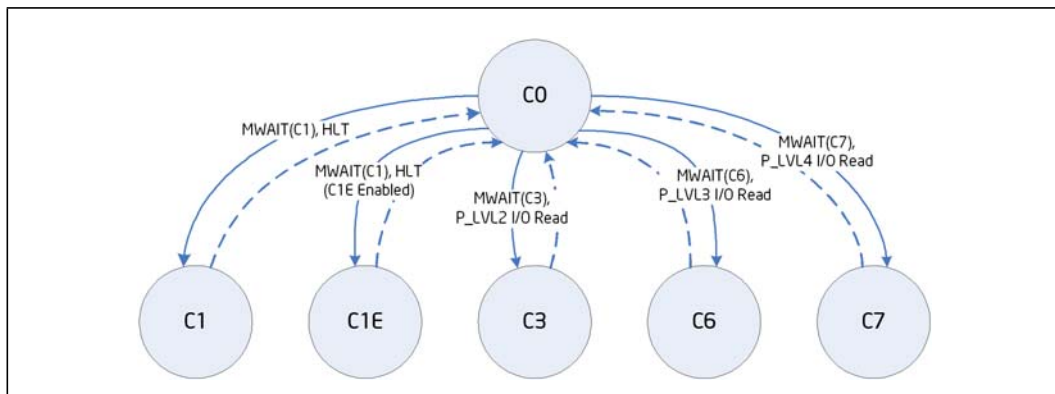 C0
MWAIT(C1), HLT
MWAIT(C1), HLT
(C1E Enabled)
MWAIT(C3),
P_LVL2 I/O Read
MWAIT(C6),
P_LVL3 I/O Read
MWAIT(C7),
P_LVL4 I/O Read
C1
C1E
C3
C6
C7